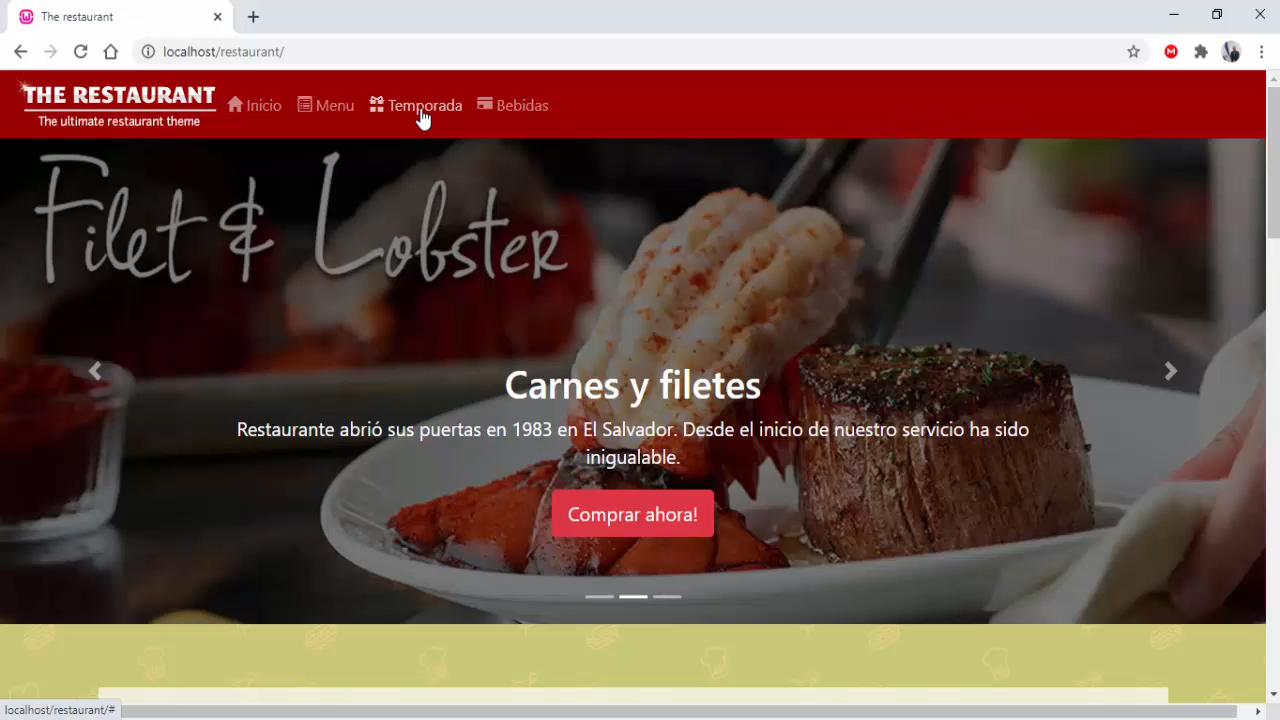 The restaurant
localhost/restaurant/
THE RESTAURANT
The ultimate restaurant theme
Inicio
Menu
Temporada
Bebidas
Filet & Lobster
Carnes y filetes
Restaurante abrió sus puertas en 1983 en El Salvador. Desde el inicio de nuestro servicio ha sido
inigualable.
Comprar ahora!
localhost/restaurant/#